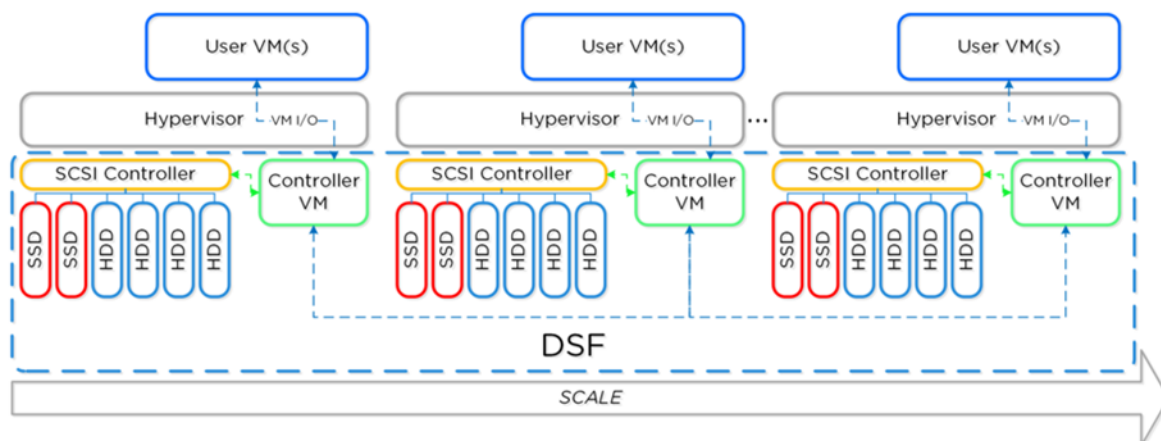 User VM(s)
User VM(s)
User VM(s)
Hypervisor
VM I/O
Hypervisor
VM I/O
...
Hypervisor
VM I/O
SCSI Controller
Controller
VM
SCSI Controller
Controller
VM
SCSI Controller
Controller
VM
SSD
SSD
HDD
HDD
HDD
HDD
SSD
SSD
HDD
HDD
HDD
HDD
SSD
SSD
HDD
HDD
HDD
HDD
DSF
SCALE